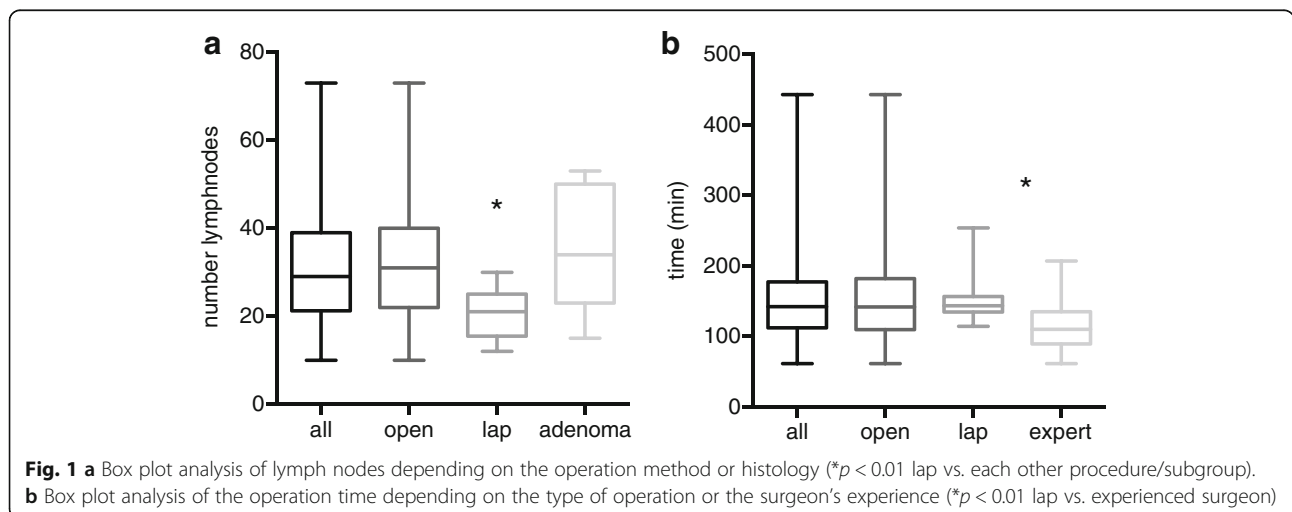 a
80
60
40
20
0
number lymphnodes
*
all open lap adenoma
b
500
400
300
200
100
0
time (min)
*
all open lap expert
Fig. 1 a Box plot analysis of lymph nodes depending on the operation method or histology (*p < 0.01 lap vs. each other procedure/subgroup).
b Box plot analysis of the operation time depending on the type of operation or the surgeon's experience (*p < 0.01 lap vs. experienced surgeon)